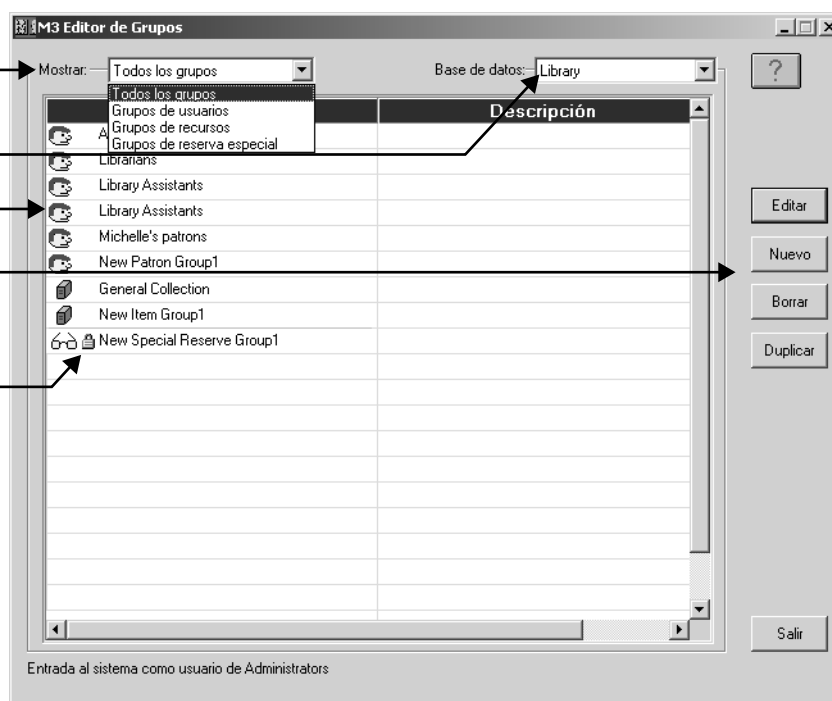 M3 Editor de Grupos
Mostrar: Todos los grupos Base de datos: Library ?
Todos los grupos
Grupos de usuarios
Grupos de recursos
Grupos de reserva especial
Descripción
A
Librarians
Library Assistants
Library Assistants
Michelle's patrons
New Patron Group1
General Collection
New Item Group1
New Special Reserve Group1
Editar
Nuevo
Borrar
Duplicar
Salir
Entrada al sistema como usuario de Administrators